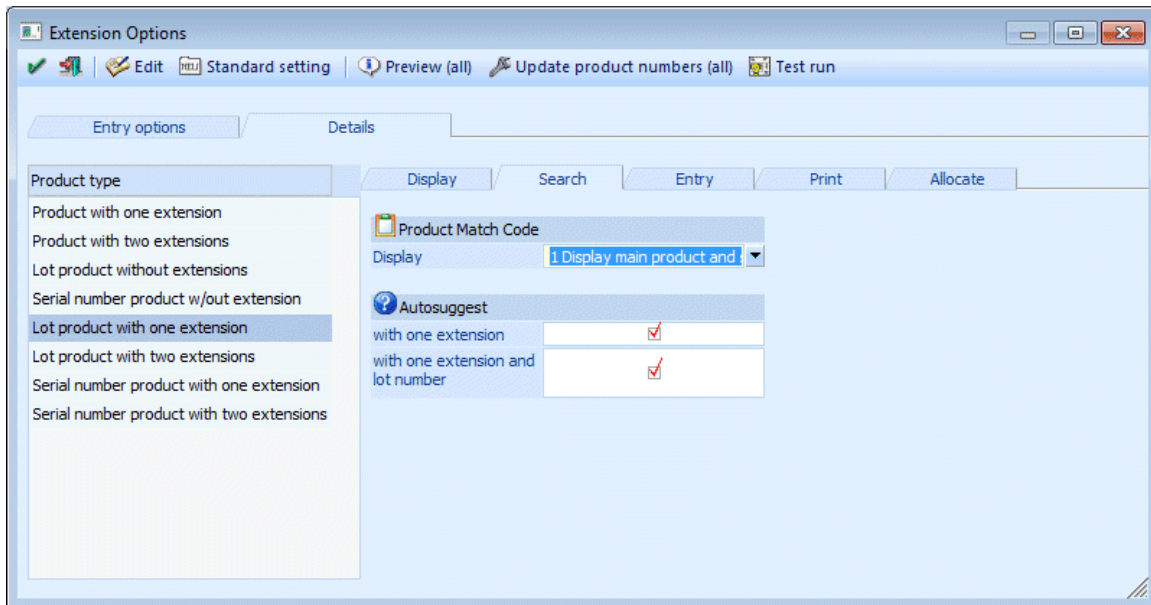 Extension Options
Edit Standard setting Preview (all) Update product numbers (all) Test run
Entry options Details
Product type
Product with one extension
Product with two extensions
Lot product without extensions
Serial number product w/out extension
Lot product with one extension
Lot product with two extensions
Serial number product with one extension
Serial number product with two extensions
Display Search Entry Print Allocate
Product Match Code
Display 1 Display main product and
Autosuggest
with one extension
with one extension and
lot number